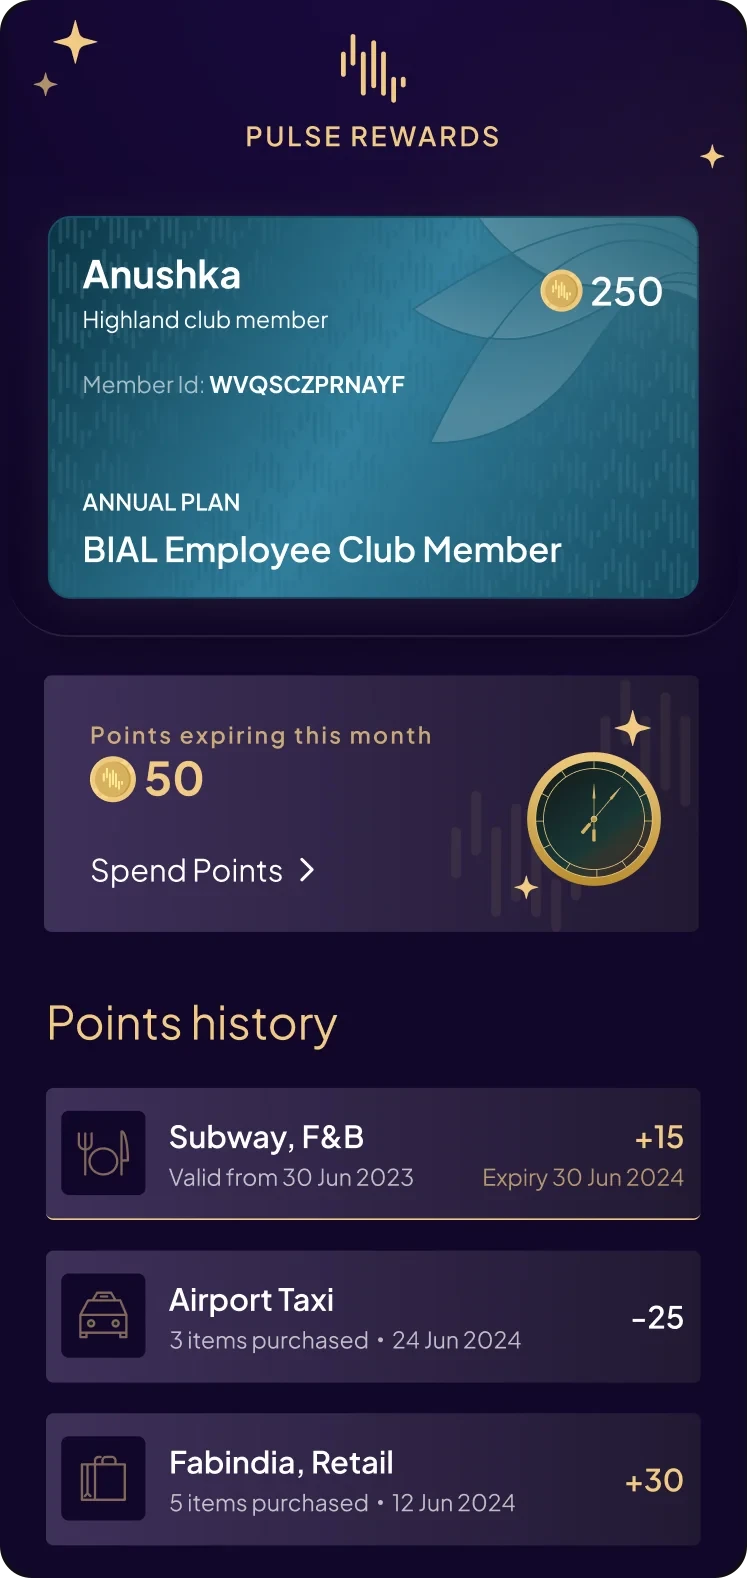 PULSE REWARDS
Anushka
250
Highland club member
Member Id: WVQSCZPRNAYF
ANNUAL PLAN
BIAL Employee Club Member
Points expiring this month
50
Spend Points
Points history
Subway, F&B
+15
Valid from 30 Jun 2023
Expiry 30 Jun 2024
Airport Taxi
-25
3 items purchased • 24 Jun 2024
Fabindia, Retail
+30
5 items purchased • 12 Jun 2024